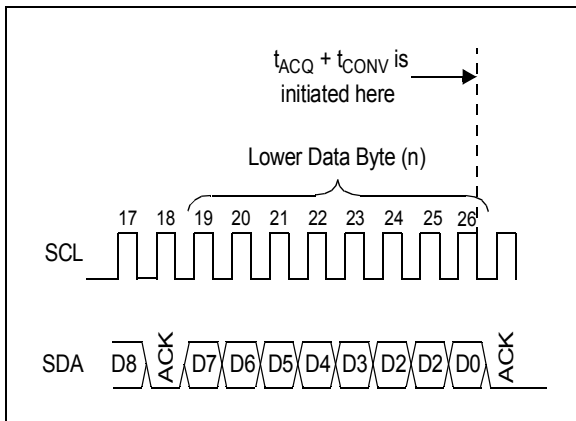 tACQ + tCONV is
initiated here
Lower Data Byte (n)
17 18 19 20 21 22 23 24 25 26
SCL
SDA D8 ACK D7 D6 D5 D4 D3 D2 D2 D0 ACK